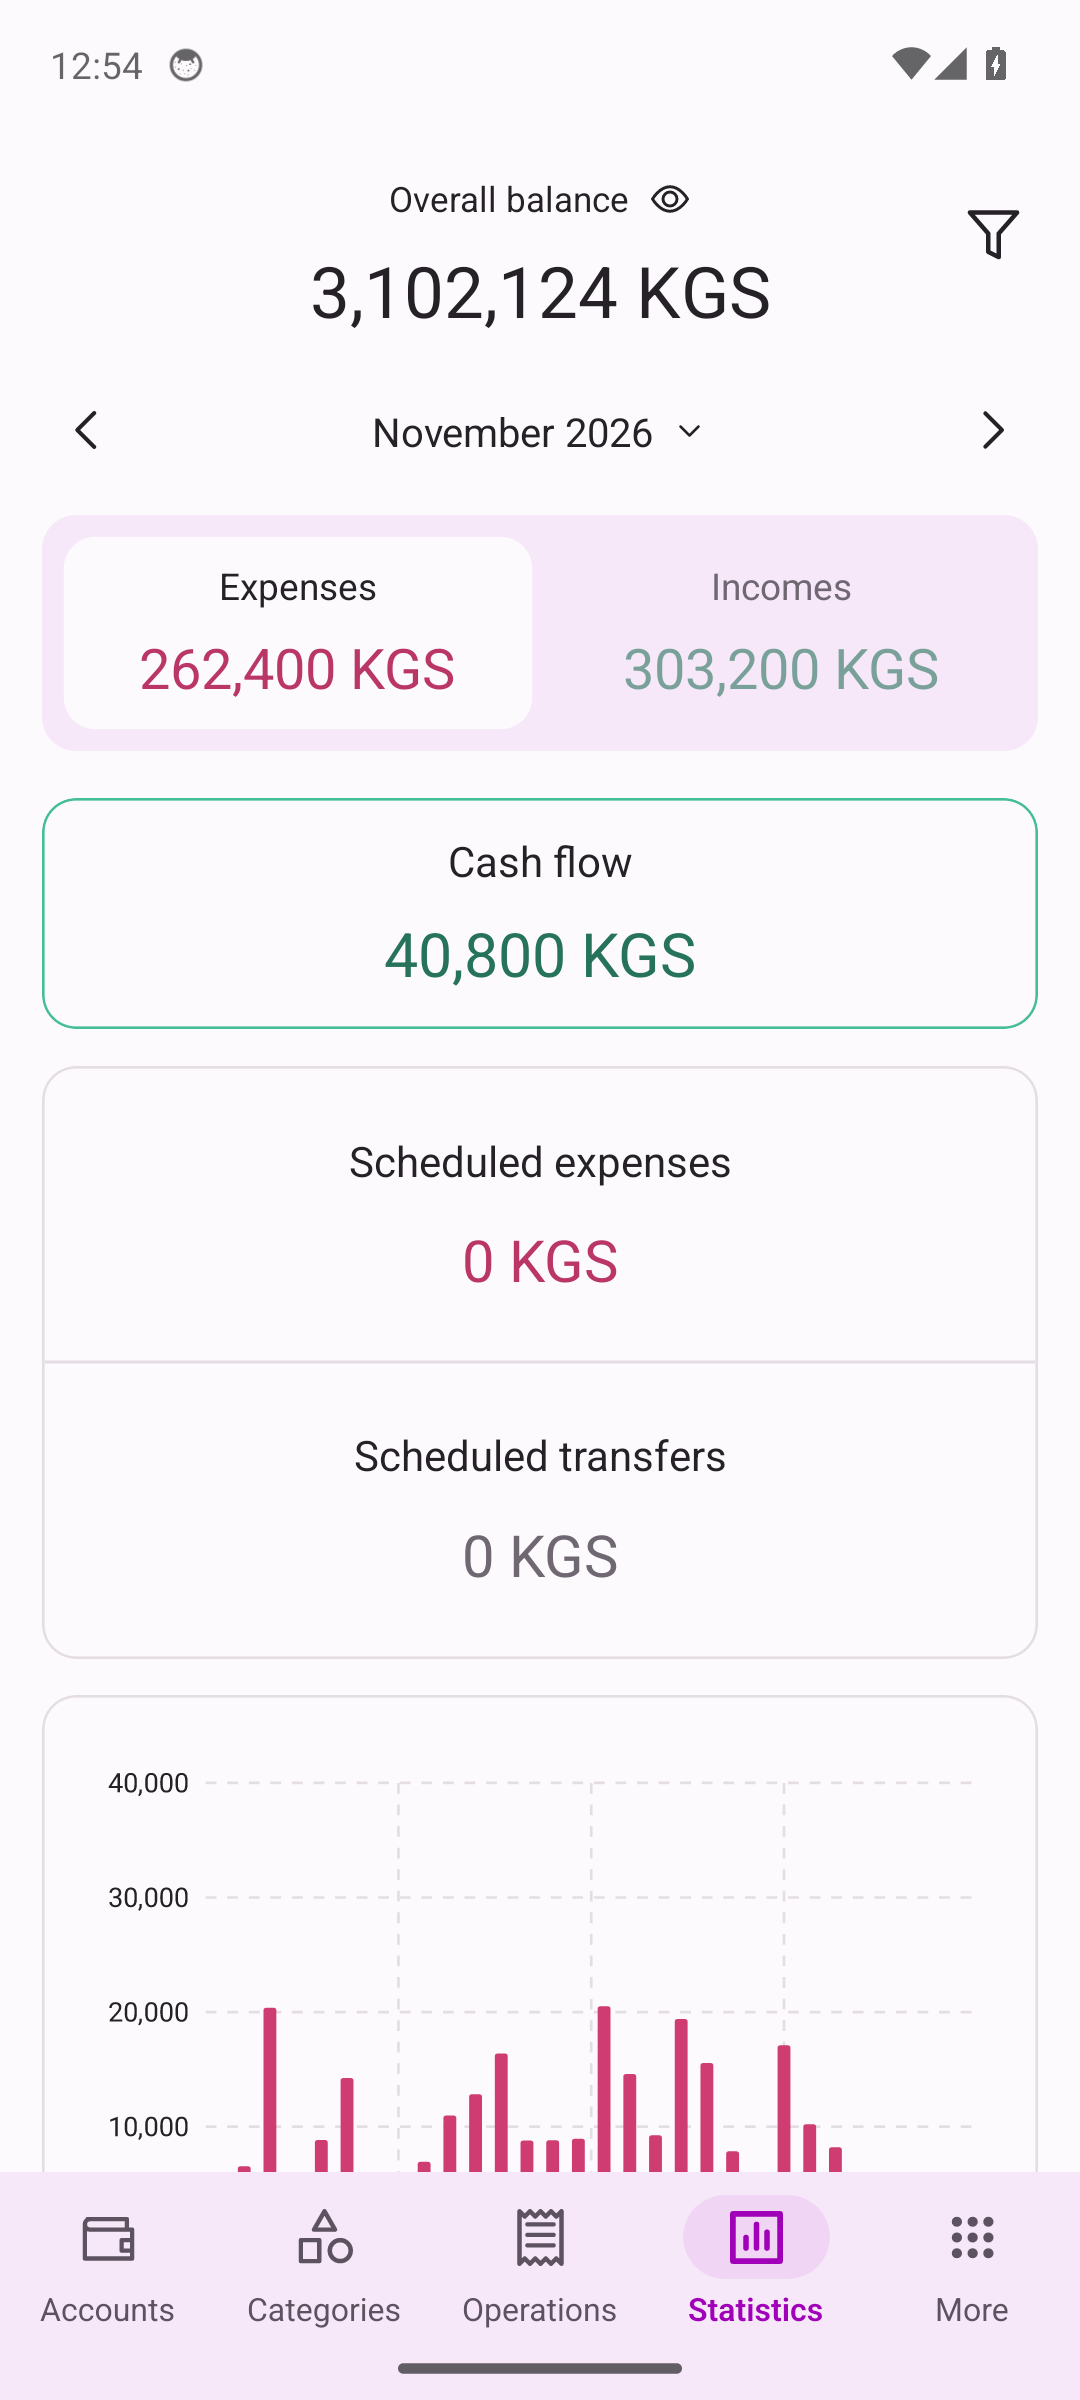 12:54
Overall balance
3,102,124 KGS
November 2026
Expenses
262,400 KGS
Incomes
303,200 KGS
Cash flow
40,800 KGS
Scheduled expenses
0 KGS
Scheduled transfers
0 KGS
40,000
30,000
20,000
10,000
Accounts
Categories
Operations
Statistics
More